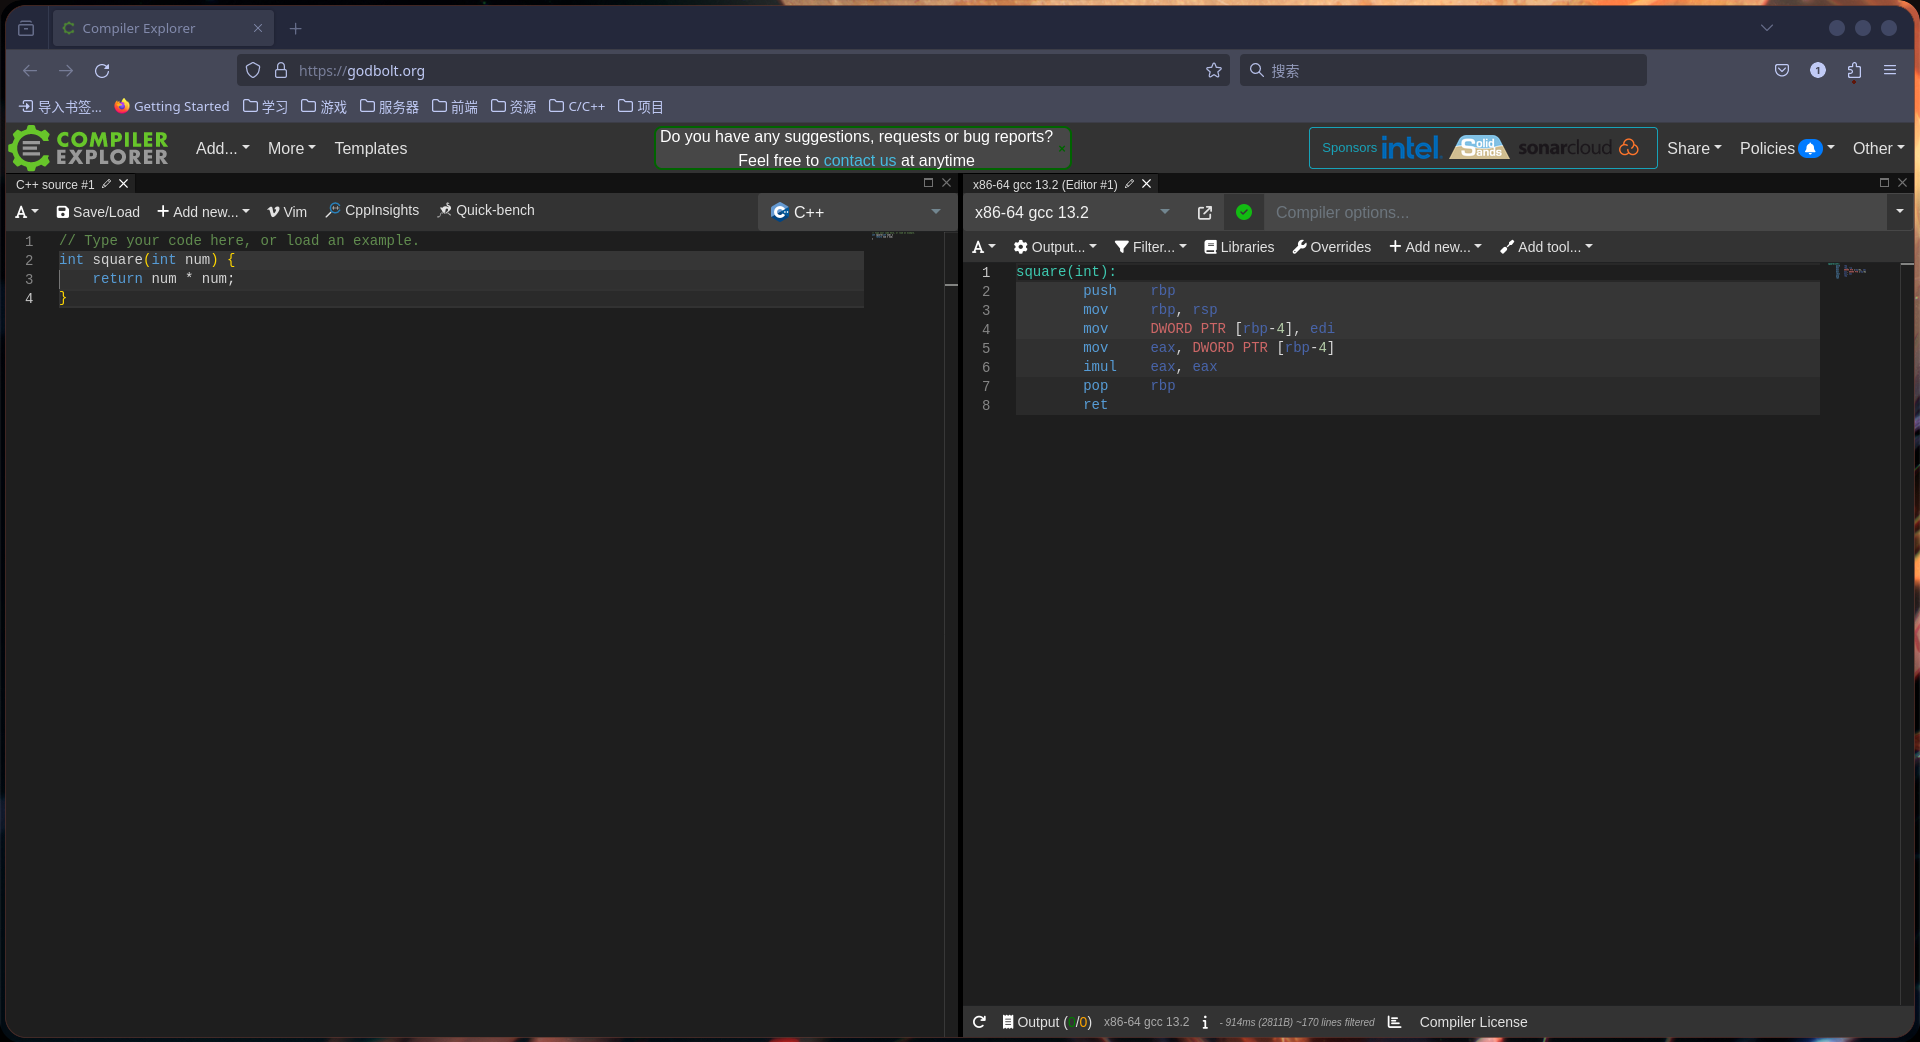 Compiler Explorer
https://godbolt.org
搜索
1
导入书签...
Getting Started
学习
游戏
服务器
前端
资源
C/C++
项目
COMPILER
EXPLORER
Add...
More
Templates
Do you have any suggestions, requests or bug reports?
Feel free to contact us at anytime
Sponsors
intel.
Solid
Sands
sonarcloud
Share
Policies
Other
C++ source #1
A
Save/Load
Add new...
Vim
CppInsights
Quick-bench
C++
1 // Type your code here, or load an example.
2 int square(int num) {
3     return num * num;
4 }
x86-64 gcc 13.2 (Editor #1)
x86-64 gcc 13.2
Compiler options...
A
Output...
Filter...
Libraries
Overrides
Add new...
Add tool...
1 square(int):
2         push    rbp
3         mov     rbp, rsp
4         mov     DWORD PTR [rbp-4], edi
5         mov     eax, DWORD PTR [rbp-4]
6         imul    eax, eax
7         pop     rbp
8         ret
Output (0/0)
x86-64 gcc 13.2
- 914ms (2811B) ~170 lines filtered
Compiler License